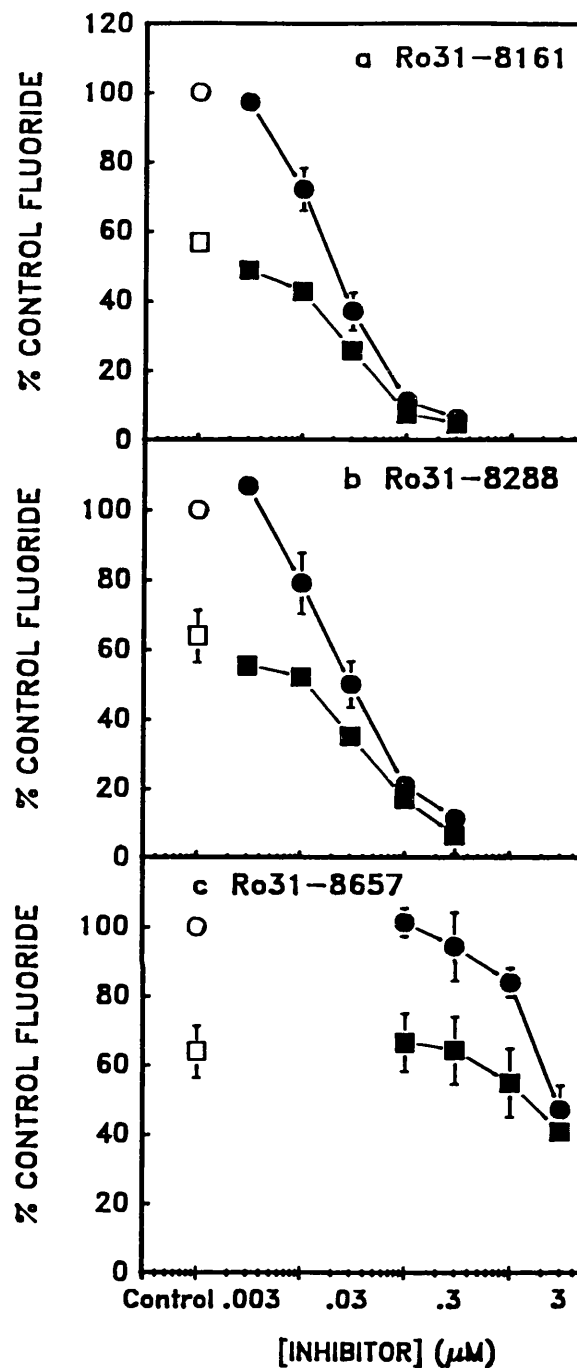 120
a Ro31-8161
100
80
60
40
20
0
% CONTROL FLUORIDE
b Ro31-8288
100
80
60
40
20
0
% CONTROL FLUORIDE
c Ro31-8657
100
80
60
40
20
0
% CONTROL FLUORIDE
Control .003 .03 .3 3
[INHIBITOR] (μM)